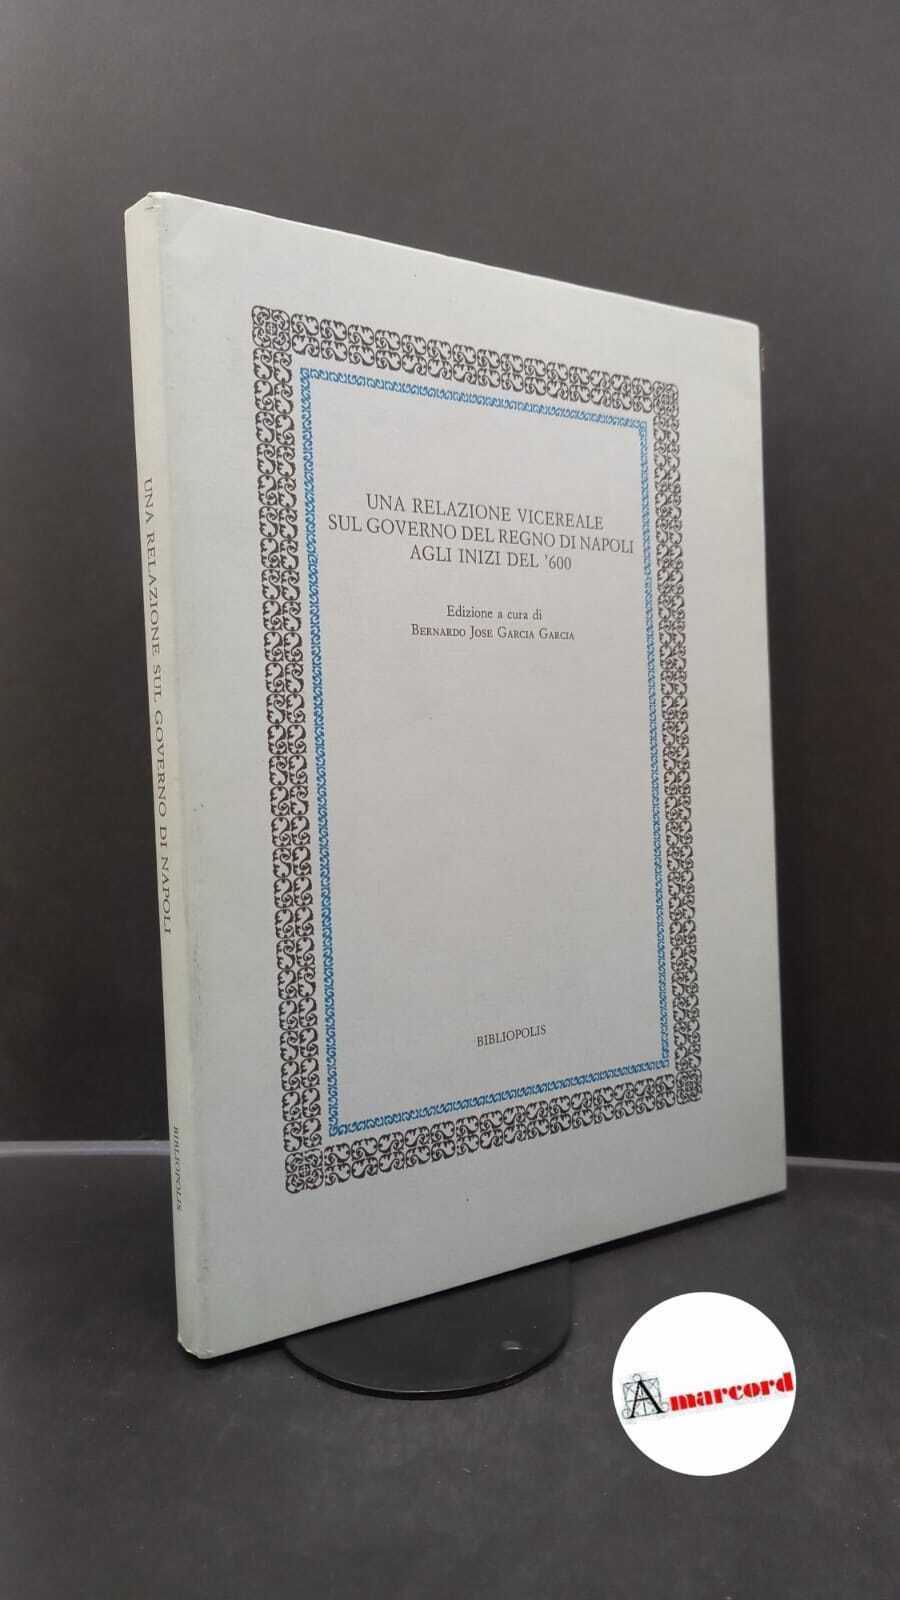 UNA RELAZIONE VICEREALE
SUL GOVERNO DEL REGNO DI NAPOLI
AGLI INIZI DEL '600
Edizione a cura di
BERNARDO JOSE GARCIA GARCIA
BIBLIOPOLIS
UNA RELAZIONE SUL GOVERNO DI NAPOLI
BIBLIOPOLIS
Amarcord